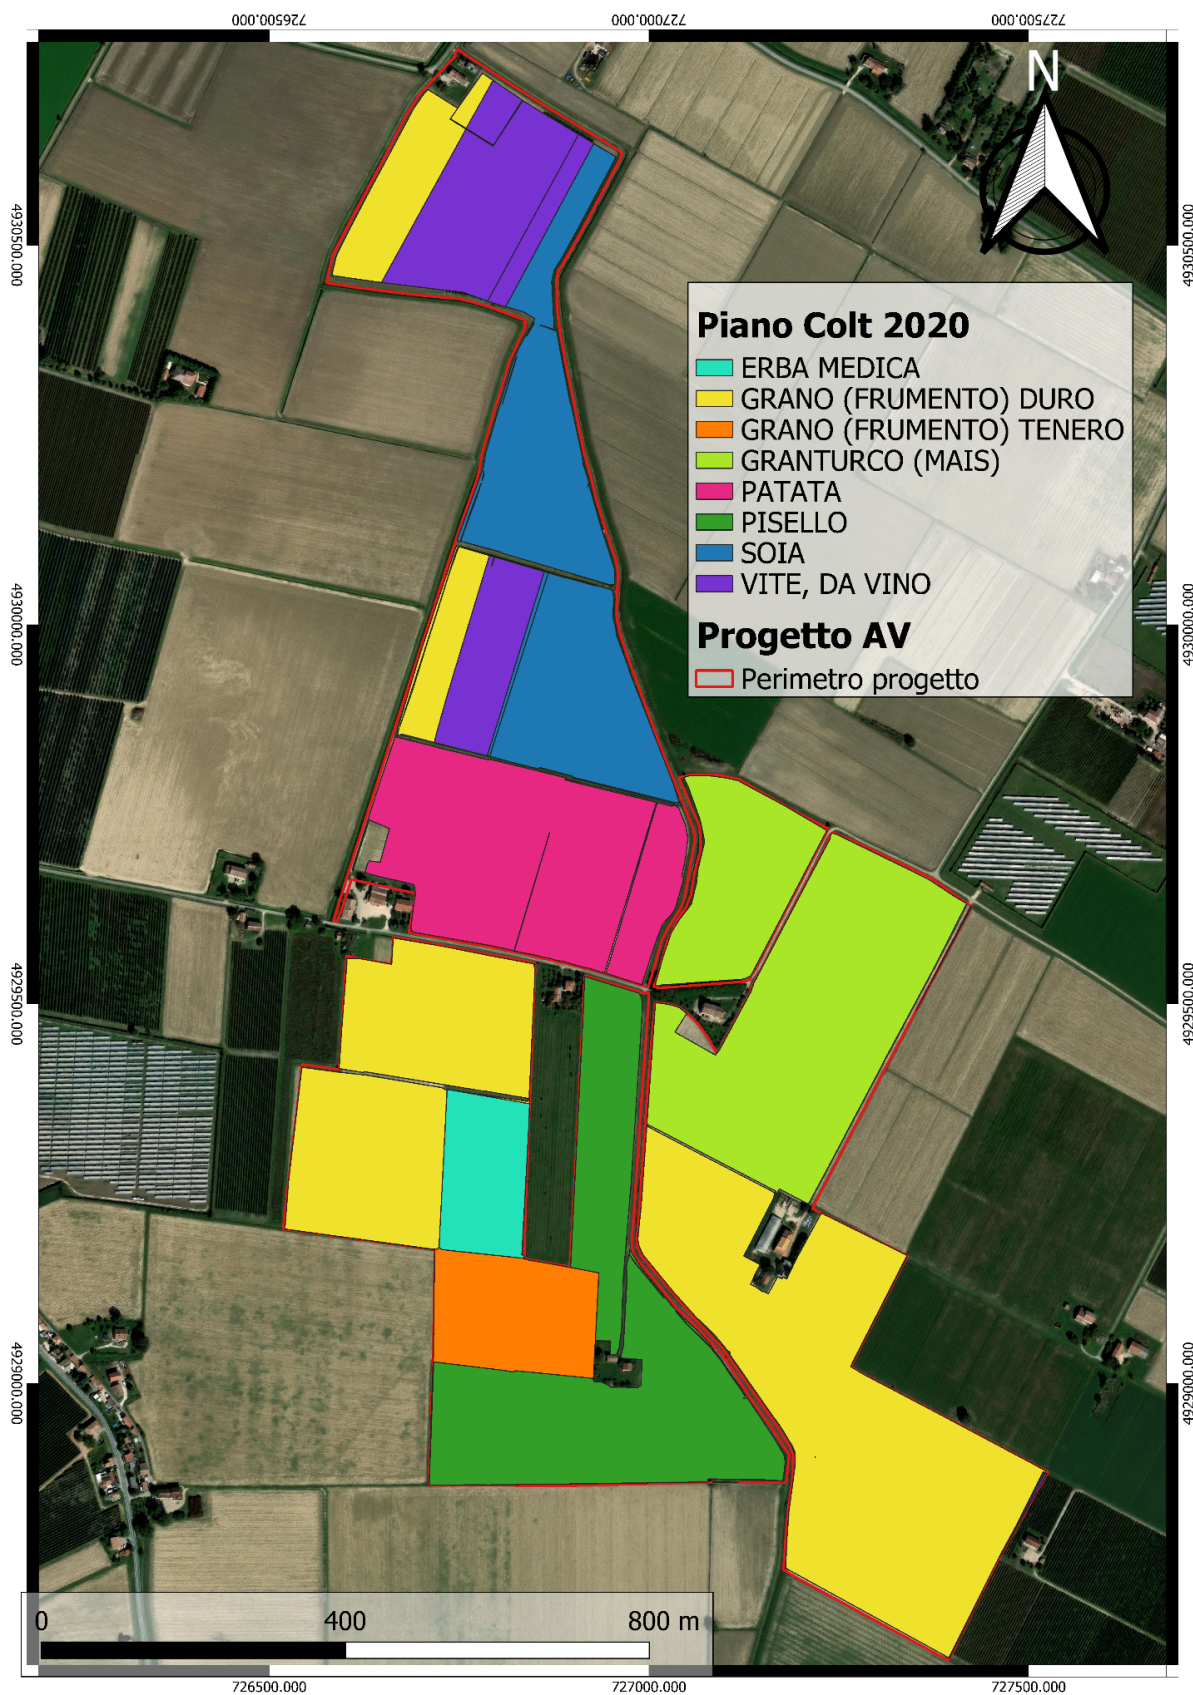 726500.000 727000.000 727500.000
N
4930500.000 4930500.000
Piano Colt 2020
ERBA MEDICA
GRANO (FRUMENTO) DURO
GRANO (FRUMENTO) TENERO
GRANTURCO (MAIS)
PATATA
PISELLO
SOIA
VITE, DA VINO
4930000.000 4930000.000
Progetto AV
Perimetro progetto
4929500.000 4929500.000
4929000.000 4929000.000
0 400 800 m
726500.000 727000.000 727500.000